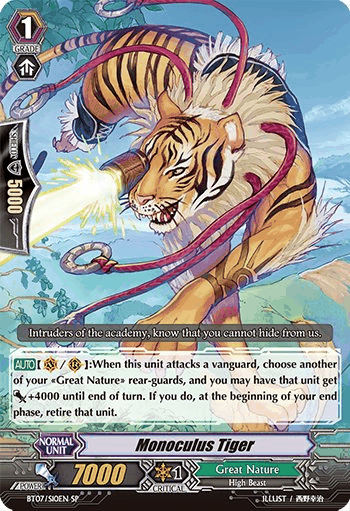 1
GRADE
5000
Intruders of the academy, know that you cannot hide from us.
AUTO [ / ]:When this unit attacks a vanguard, choose another
of your «Great Nature» rear-guards, and you may have that unit get
+4000 until end of turn. If you do, at the beginning of your end
phase, retire that unit.
NORMAL
UNIT
Monoculus Tiger
POWER
7000
1
CRITICAL
Great Nature
High Beast
BT07/S10EN SP
ILLUST / 西野幸治